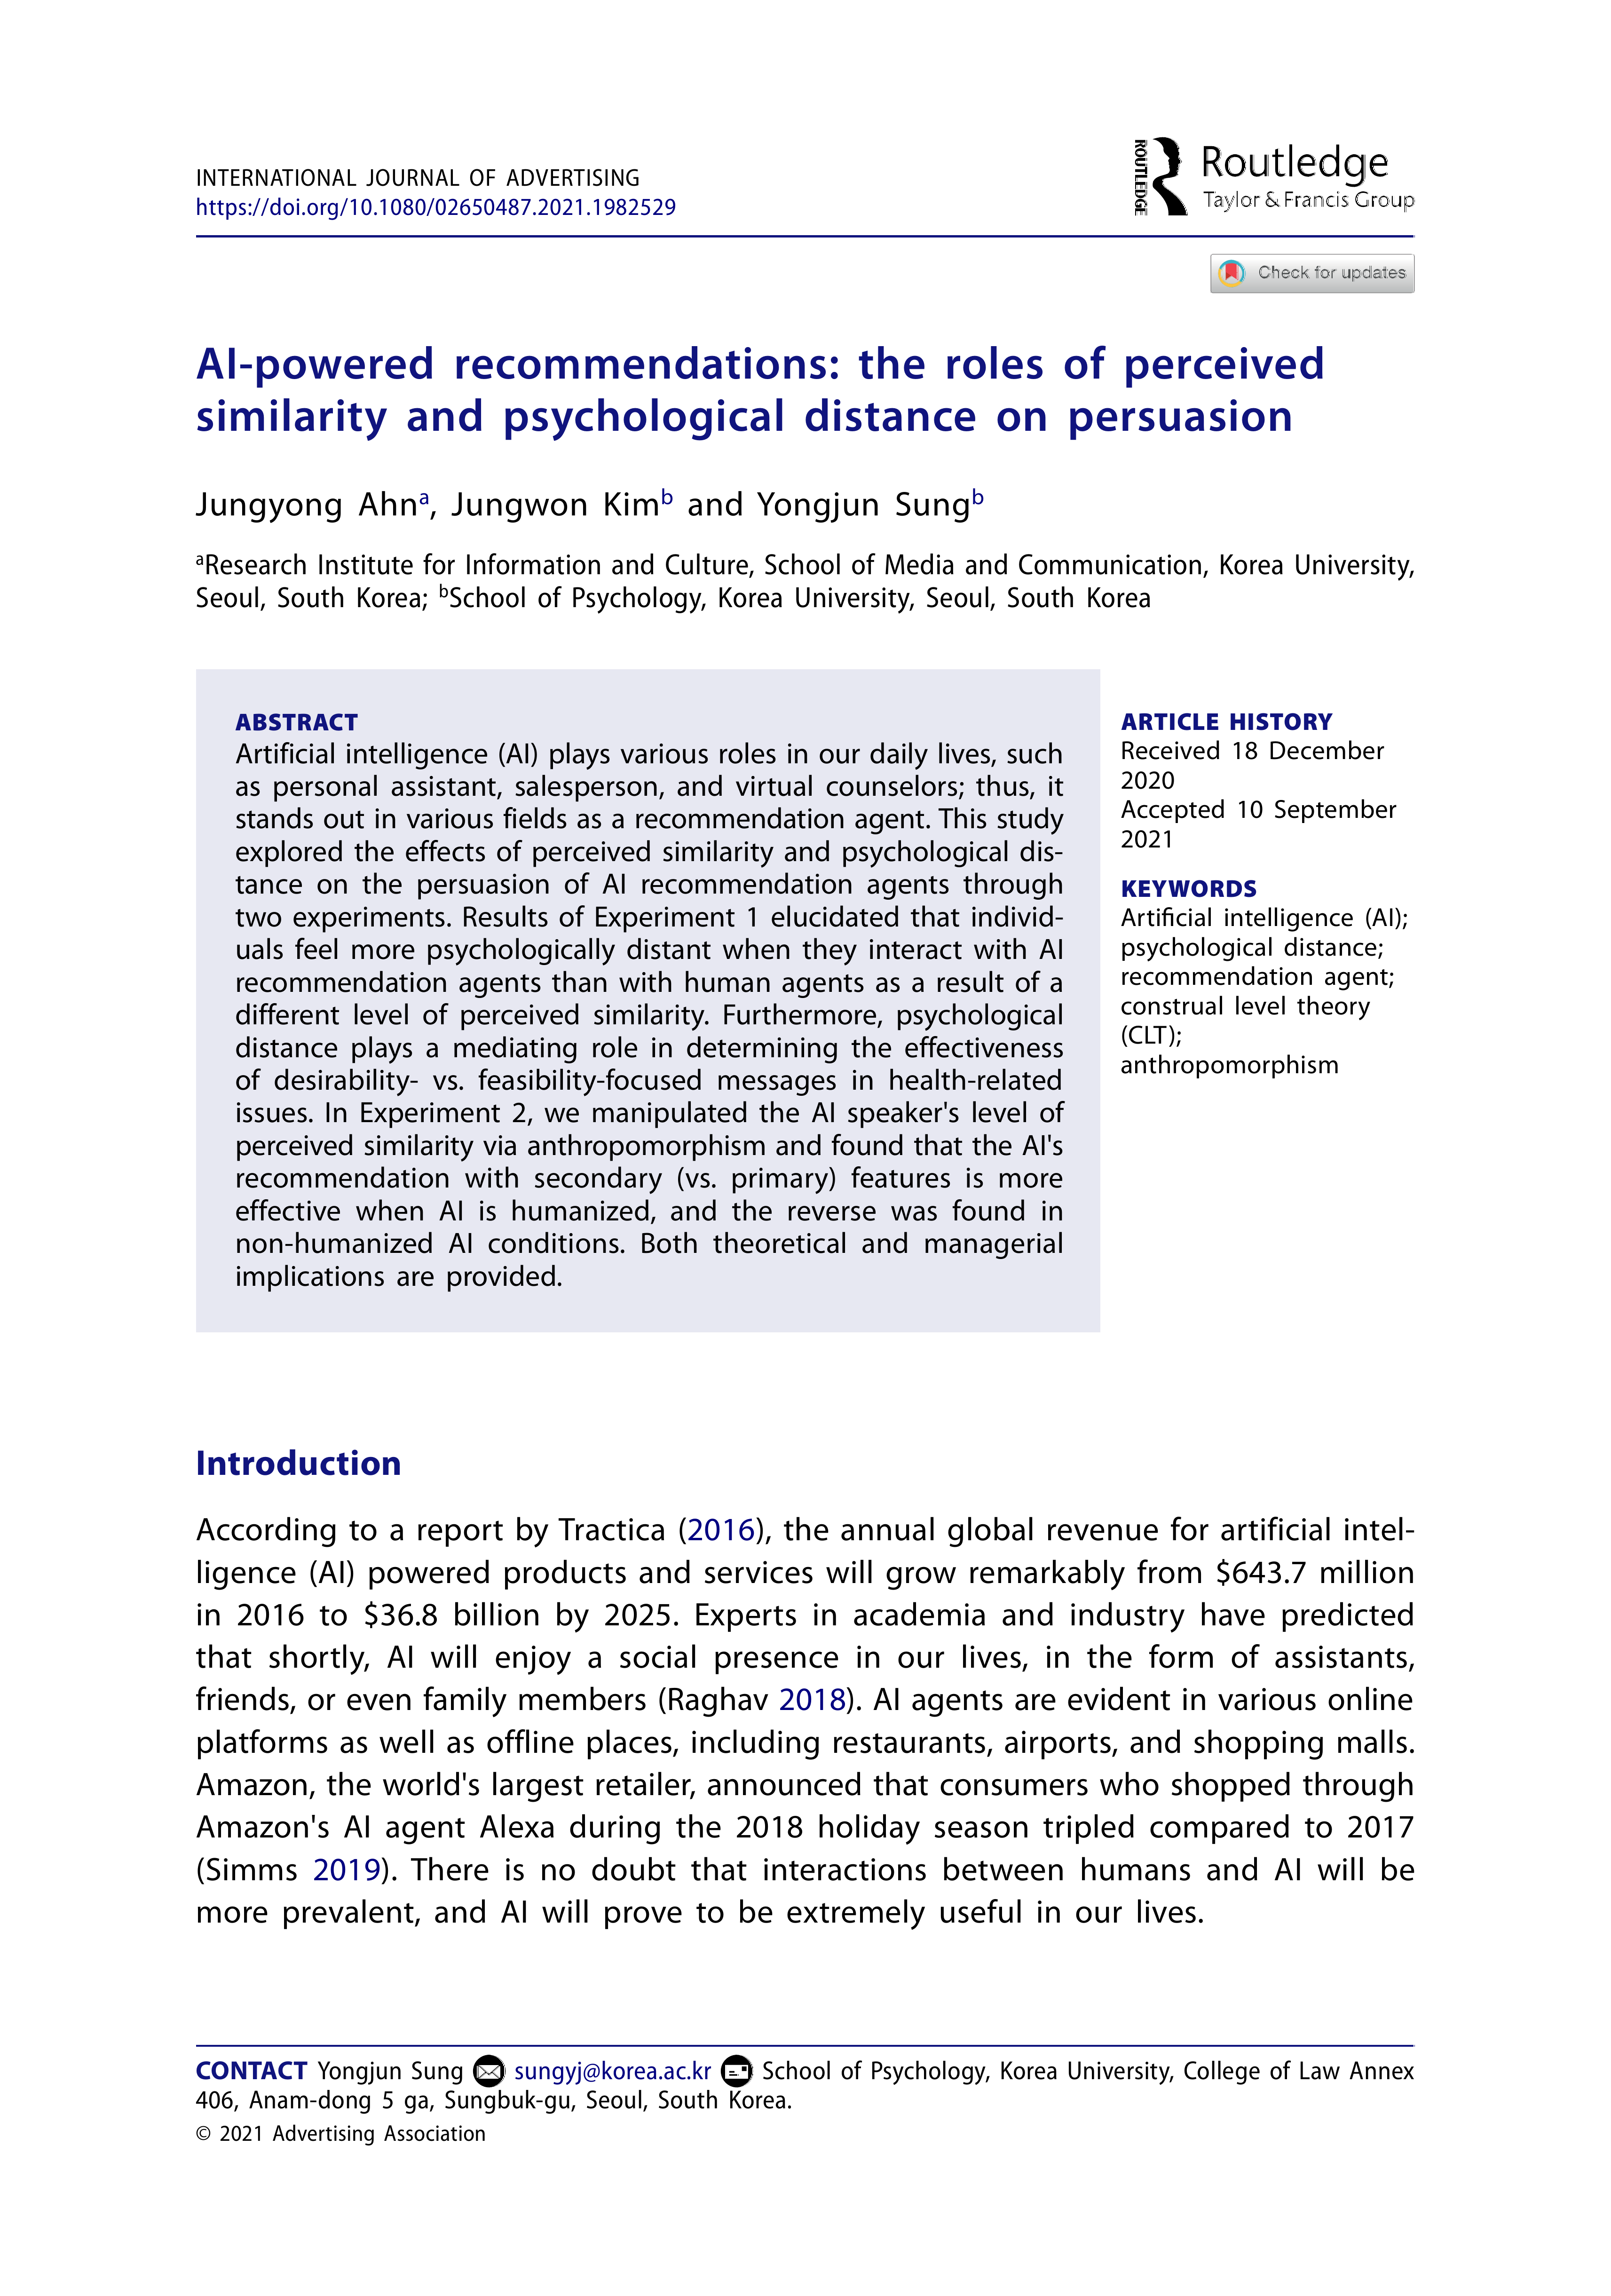 INTERNATIONAL JOURNAL OF ADVERTISING
https://doi.org/10.1080/02650487.2021.1982529
ROUTLEDGE
Routledge
Taylor & Francis Group
Check for updates
AI-powered recommendations: the roles of perceived
similarity and psychological distance on persuasion
Jungyong Ahnᵃ, Jungwon Kimᵇ and Yongjun Sungᵇ
ᵃResearch Institute for Information and Culture, School of Media and Communication, Korea University,
Seoul, South Korea; ᵇSchool of Psychology, Korea University, Seoul, South Korea
ABSTRACT
Artificial intelligence (AI) plays various roles in our daily lives, such
as personal assistant, salesperson, and virtual counselors; thus, it
stands out in various fields as a recommendation agent. This study
explored the effects of perceived similarity and psychological dis-
tance on the persuasion of AI recommendation agents through
two experiments. Results of Experiment 1 elucidated that individ-
uals feel more psychologically distant when they interact with AI
recommendation agents than with human agents as a result of a
different level of perceived similarity. Furthermore, psychological
distance plays a mediating role in determining the effectiveness
of desirability- vs. feasibility-focused messages in health-related
issues. In Experiment 2, we manipulated the AI speaker's level of
perceived similarity via anthropomorphism and found that the AI's
recommendation with secondary (vs. primary) features is more
effective when AI is humanized, and the reverse was found in
non-humanized AI conditions. Both theoretical and managerial
implications are provided.
ARTICLE HISTORY
Received 18 December
2020
Accepted 10 September
2021
KEYWORDS
Artificial intelligence (AI);
psychological distance;
recommendation agent;
construal level theory
(CLT);
anthropomorphism
Introduction
According to a report by Tractica (2016), the annual global revenue for artificial intel-
ligence (AI) powered products and services will grow remarkably from $643.7 million
in 2016 to $36.8 billion by 2025. Experts in academia and industry have predicted
that shortly, AI will enjoy a social presence in our lives, in the form of assistants,
friends, or even family members (Raghav 2018). AI agents are evident in various online
platforms as well as offline places, including restaurants, airports, and shopping malls.
Amazon, the world's largest retailer, announced that consumers who shopped through
Amazon's AI agent Alexa during the 2018 holiday season tripled compared to 2017
(Simms 2019). There is no doubt that interactions between humans and AI will be
more prevalent, and AI will prove to be extremely useful in our lives.
CONTACT Yongjun Sung sungyj@korea.ac.kr School of Psychology, Korea University, College of Law Annex
406, Anam-dong 5 ga, Sungbuk-gu, Seoul, South Korea.
© 2021 Advertising Association